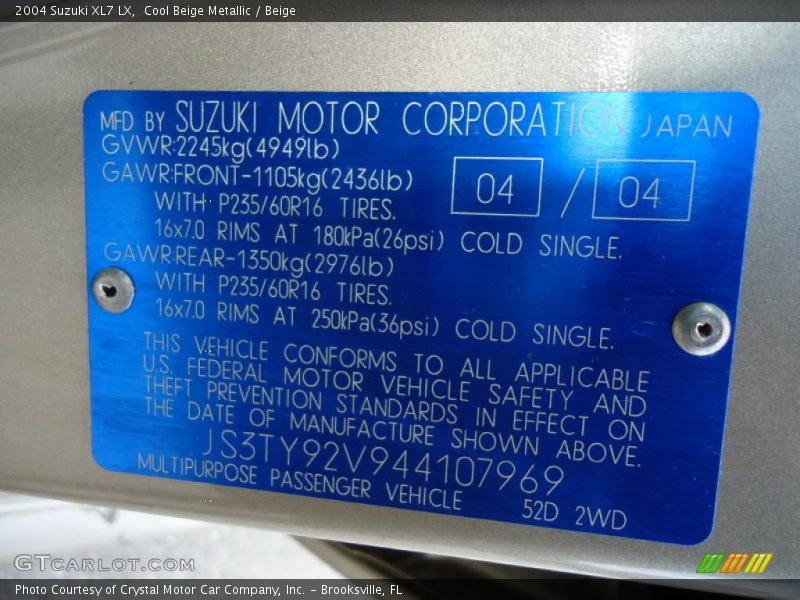 2004 Suzuki XL7 LX,  Cool Beige Metallic / Beige
MFD BY SUZUKI MOTOR CORPORATION JAPAN
GVWR:2245kg(4949lb)
GAWR:FRONT-1105kg(2436lb)
04 / 04
WITH P235/60R16 TIRES.
16x7.0 RIMS AT 180kPa(26psi) COLD SINGLE.
GAWR:REAR-1350kg(2976lb)
WITH P235/60R16 TIRES.
16x7.0 RIMS AT 250kPa(36psi) COLD SINGLE.
THIS VEHICLE CONFORMS TO ALL APPLICABLE
U.S. FEDERAL MOTOR VEHICLE SAFETY AND
THEFT PREVENTION STANDARDS IN EFFECT ON
THE DATE OF MANUFACTURE SHOWN ABOVE.
JS3TY92V944107969
MULTIPURPOSE PASSENGER VEHICLE 52D 2WD
GTCARLOT.COM
Photo Courtesy of Crystal Motor Car Company, Inc. – Brooksville, FL